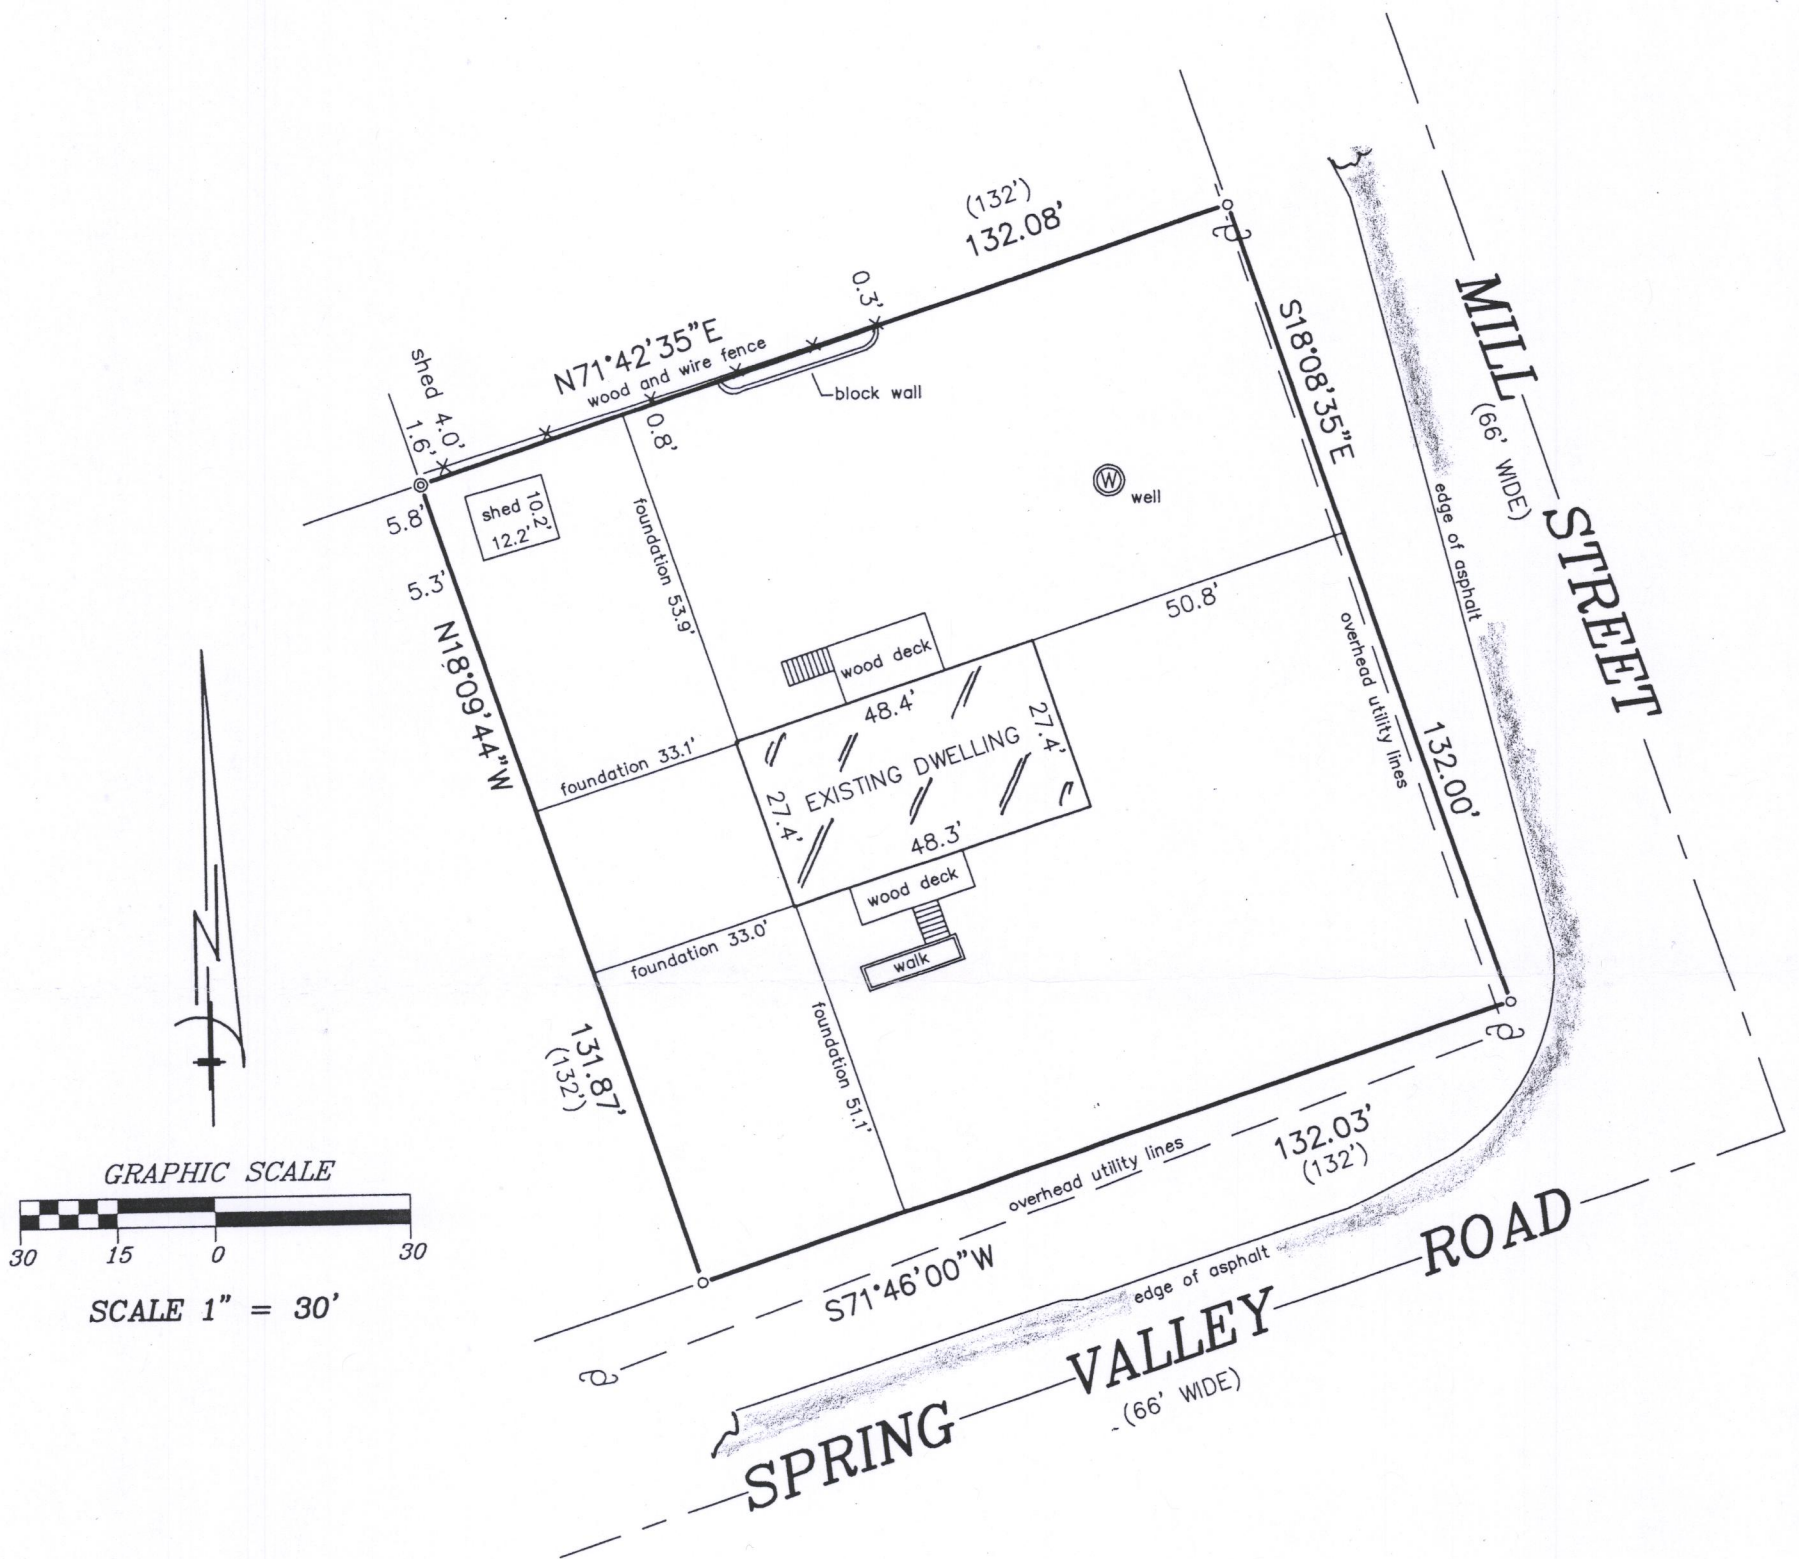 (132')
132.08'
0.3'
N71°42'35"E
wood and wire fence
block wall
shed 4.0'
1.6'
0.8'
5.8'
shed
10.2'
12.2'
5.3'
N18°09'44"W
foundation 53.9'
W
well
S18°08'35"E
MILL STREET
(66' WIDE)
edge of asphalt
50.8'
overhead utility lines
132.00'
wood deck
48.4'
27.4'
EXISTING DWELLING
27.4'
48.3'
foundation 33.1'
wood deck
walk
foundation 33.0'
foundation 51.1'
131.87'
(132')
132.03'
(132')
overhead utility lines
S71°46'00"W
edge of asphalt
SPRING VALLEY ROAD
(66' WIDE)
N
GRAPHIC SCALE
30 15 0 30
SCALE 1" = 30'